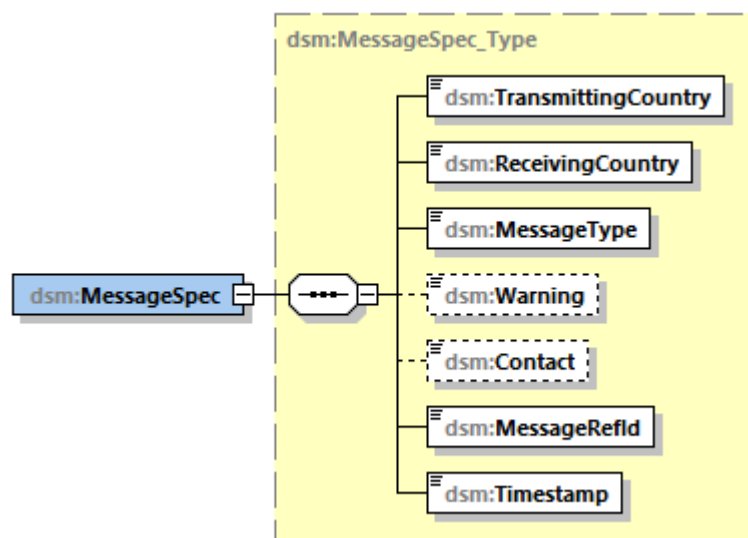 dsm:MessageSpec_Type
dsm:TransmittingCountry
dsm:ReceivingCountry
dsm:MessageType
dsm:MessageSpec
dsm:Warning
dsm:Contact
dsm:MessageRefId
dsm:Timestamp